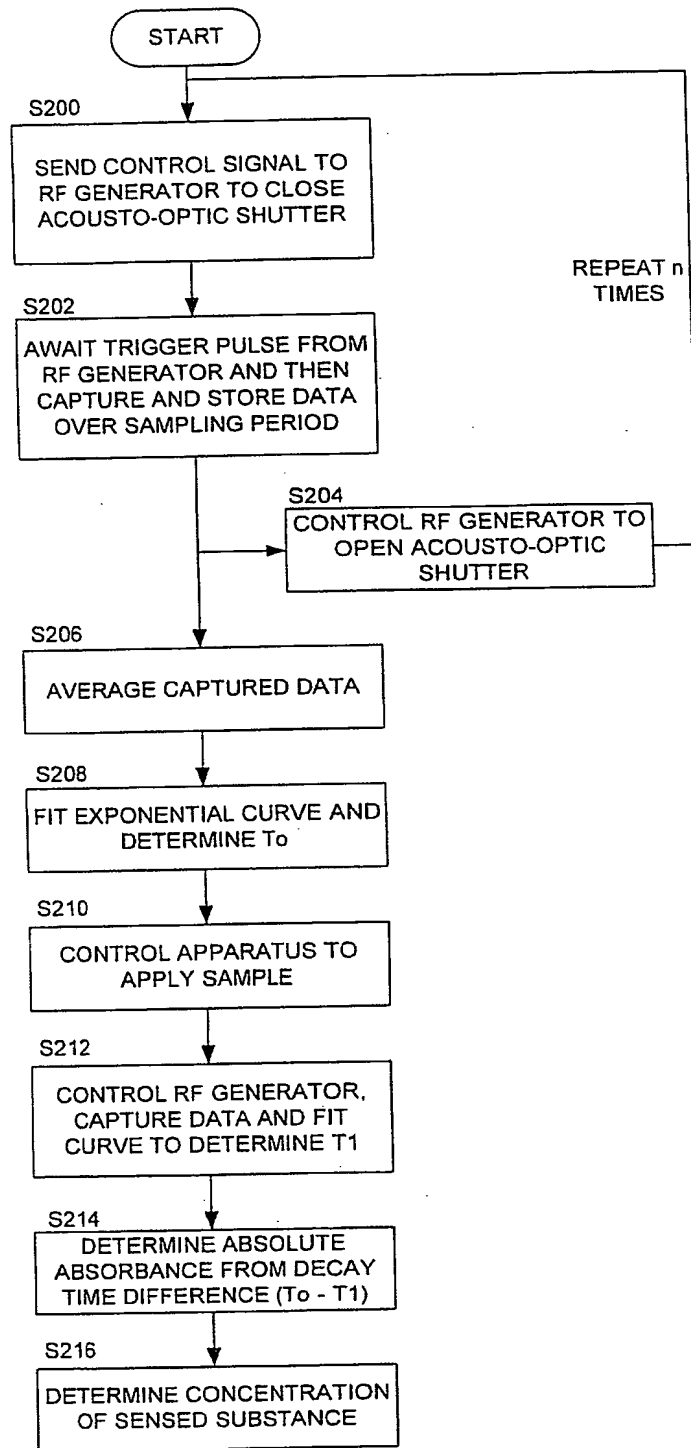 START
S200
SEND CONTROL SIGNAL TO
RF GENERATOR TO CLOSE
ACOUSTO-OPTIC SHUTTER
REPEAT n
TIMES
S202
AWAIT TRIGGER PULSE FROM
RF GENERATOR AND THEN
CAPTURE AND STORE DATA
OVER SAMPLING PERIOD
S204
CONTROL RF GENERATOR TO
OPEN ACOUSTO-OPTIC
SHUTTER
S206
AVERAGE CAPTURED DATA
S208
FIT EXPONENTIAL CURVE AND
DETERMINE To
S210
CONTROL APPARATUS TO
APPLY SAMPLE
S212
CONTROL RF GENERATOR,
CAPTURE DATA AND FIT
CURVE TO DETERMINE T1
S214
DETERMINE ABSOLUTE
ABSORBANCE FROM DECAY
TIME DIFFERENCE (To - T1)
S216
DETERMINE CONCENTRATION
OF SENSED SUBSTANCE